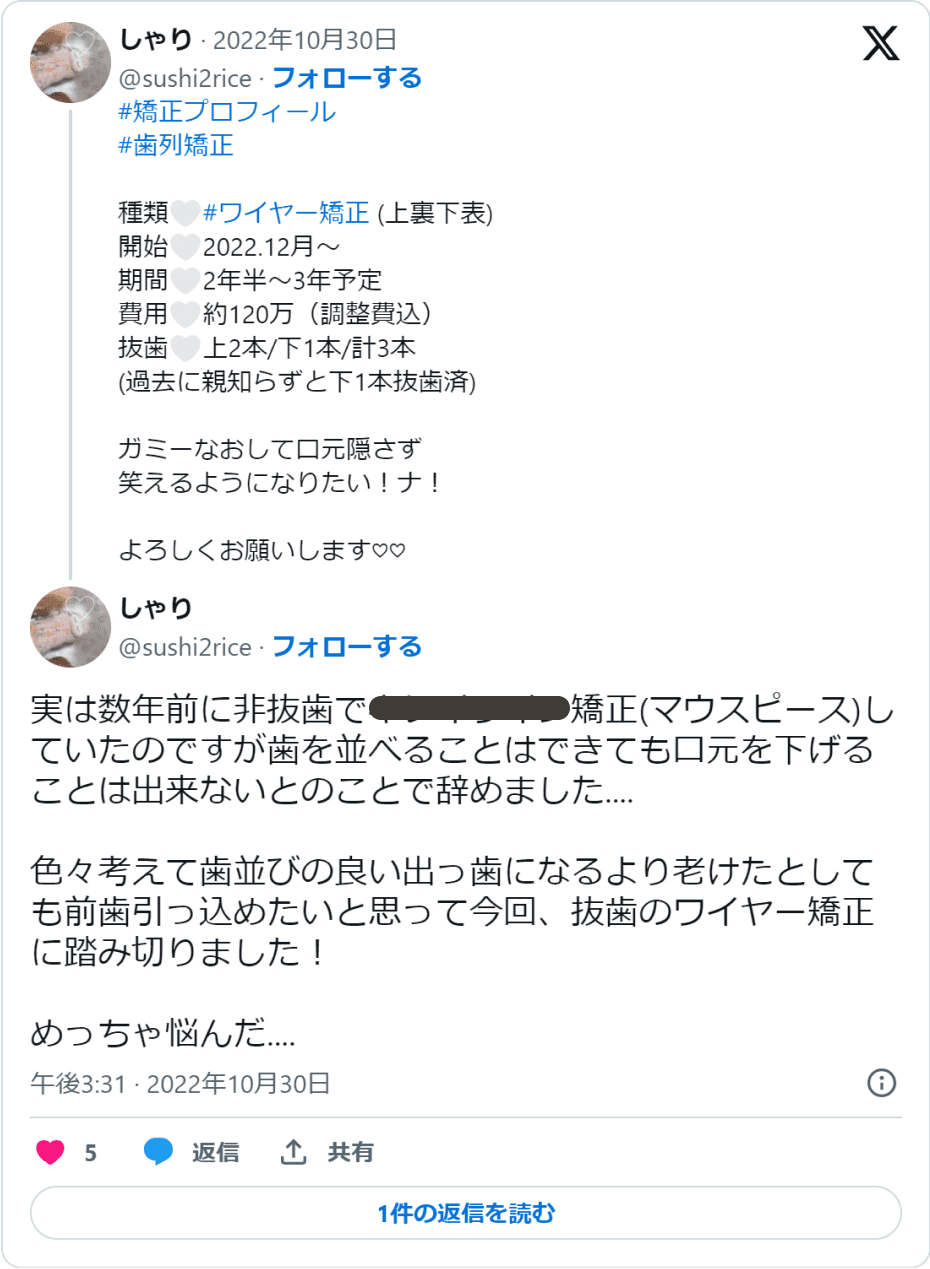 しゃり · 2022年10月30日
@sushi2rice · フォローする
#矯正プロフィール
#歯列矯正
種類🤍#ワイヤー矯正 (上裏下表)
開始🤍2022.12月〜
期間🤍2年半〜3年予定
費用🤍約120万（調整費込）
抜歯🤍上2本/下1本/計3本
(過去に親知らずと下1本抜歯済)
ガミーなおして口元隠さず
笑えるようになりたい！ナ！
よろしくお願いします♡♡
しゃり
@sushi2rice · フォローする
実は数年前に非抜歯で矯正(マウスピース)し
ていたのですが歯を並べることはできても口元を下げる
ことは出来ないとのことで辞めました....
色々考えて歯並びの良い出っ歯になるより老けたとして
も前歯引っ込めたいと思って今回、抜歯のワイヤー矯正
に踏み切りました！
めっちゃ悩んだ....
午後3:31 · 2022年10月30日
5 返信 共有
1件の返信を読む